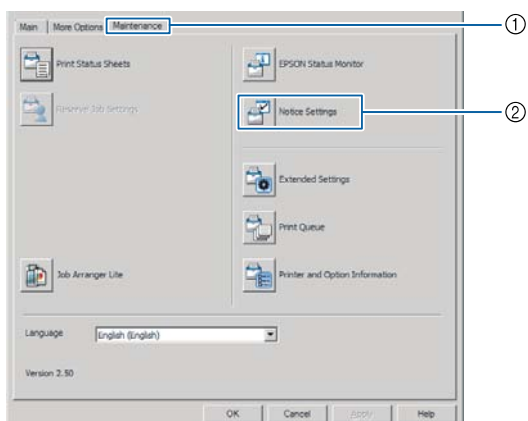 Main More Options Maintenance
①
Print Status Sheets
EPSON Status Monitor
Reserve Job Settings
Notice Settings
②
Extended Settings
Print Queue
Job Arranger Lite
Printer and Option Information
Language
English (English)
Version 2.50
OK Cancel Apply Help